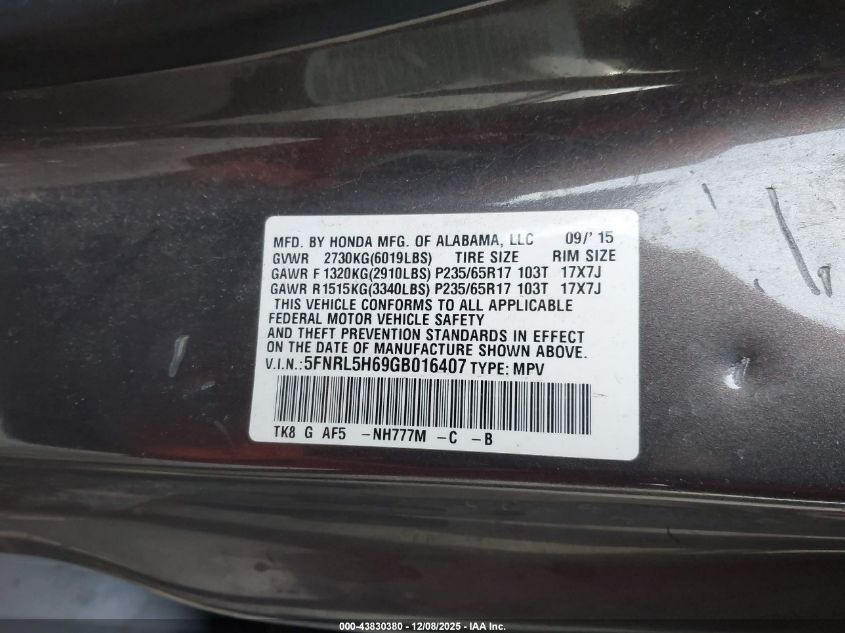 MFD. BY HONDA MFG. OF ALABAMA, LLC 09/' 15
GVWR 2730KG(6019LBS) TIRE SIZE RIM SIZE
GAWR F 1320KG(2910LBS) P235/65R17 103T 17X7J
GAWR R1515KG(3340LBS) P235/65R17 103T 17X7J
THIS VEHICLE CONFORMS TO ALL APPLICABLE
FEDERAL MOTOR VEHICLE SAFETY
AND THEFT PREVENTION STANDARDS IN EFFECT
ON THE DATE OF MANUFACTURE SHOWN ABOVE.
V.I.N.:5FNRL5H69GB016407 TYPE: MPV
TK8 G AF5 -NH777M -C -B
000-43830380 - 12/08/2025 - IAA Inc.